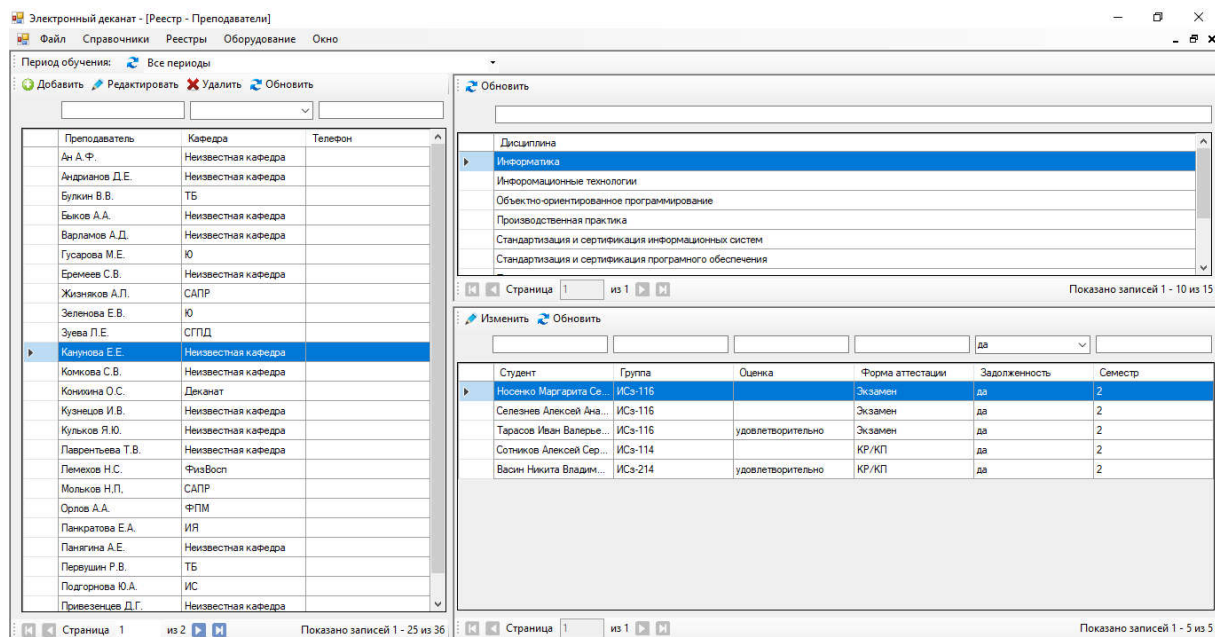 Электронный деканат - [Реестр - Преподаватели]
Файл Справочники Реестры Оборудование Окно
Период обучения: Все периоды
Добавить Редактировать Удалить Обновить
Преподаватель Кафедра Телефон
Ан А.Ф. Неизвестная кафедра
Андрианов Д.Е. Неизвестная кафедра
Булкин В.В. ТБ
Быков А.А. Неизвестная кафедра
Варламов А.Д. Неизвестная кафедра
Гусарова М.Е. Ю
Еремеев С.В. Неизвестная кафедра
Жизняков А.Л. САПР
Зеленова Е.В. Ю
Зуева Л.Е. СГПД
Канунова Е.Е. Неизвестная кафедра
Комкова С.В. Неизвестная кафедра
Конихина О.С. Деканат
Кузнецов И.В. Неизвестная кафедра
Кульков Я.Ю. Неизвестная кафедра
Лаврентьева Т.В. Неизвестная кафедра
Лемехов Н.С. ФизВосп
Мольков Н,П, САПР
Орлов А.А. ФПМ
Панкратова Е.А. ИЯ
Панягина А.Е. Неизвестная кафедра
Первушин Р.В. ТБ
Подгорнова Ю.А. ИС
Привезенцев Д.Г. Неизвестная кафедра
Страница 1 из 2 Показано записей 1 - 25 из 36
Обновить
Дисциплина
Информатика
Инфоромационные технологии
Объектно-ориентированное программирование
Производственная практика
Стандартизация и сертификация информационных систем
Стандартизация и сертификация програмного обеспечения
Страница 1 из 1 Показано записей 1 - 10 из 15
Изменить Обновить
да
Студент Группа Оценка Форма аттестации Задолженность Семестр
Носенко Маргарита Се... ИСз-116 Экзамен да 2
Селезнев Алексей Ана... ИСз-116 Экзамен да 2
Тарасов Иван Валерье... ИСз-116 удовлетворительно Экзамен да 2
Сотников Алексей Сер... ИСз-114 КР/КП да 2
Васин Никита Владим... ИСз-214 удовлетворительно КР/КП да 2
Страница 1 из 1 Показано записей 1 - 5 из 5